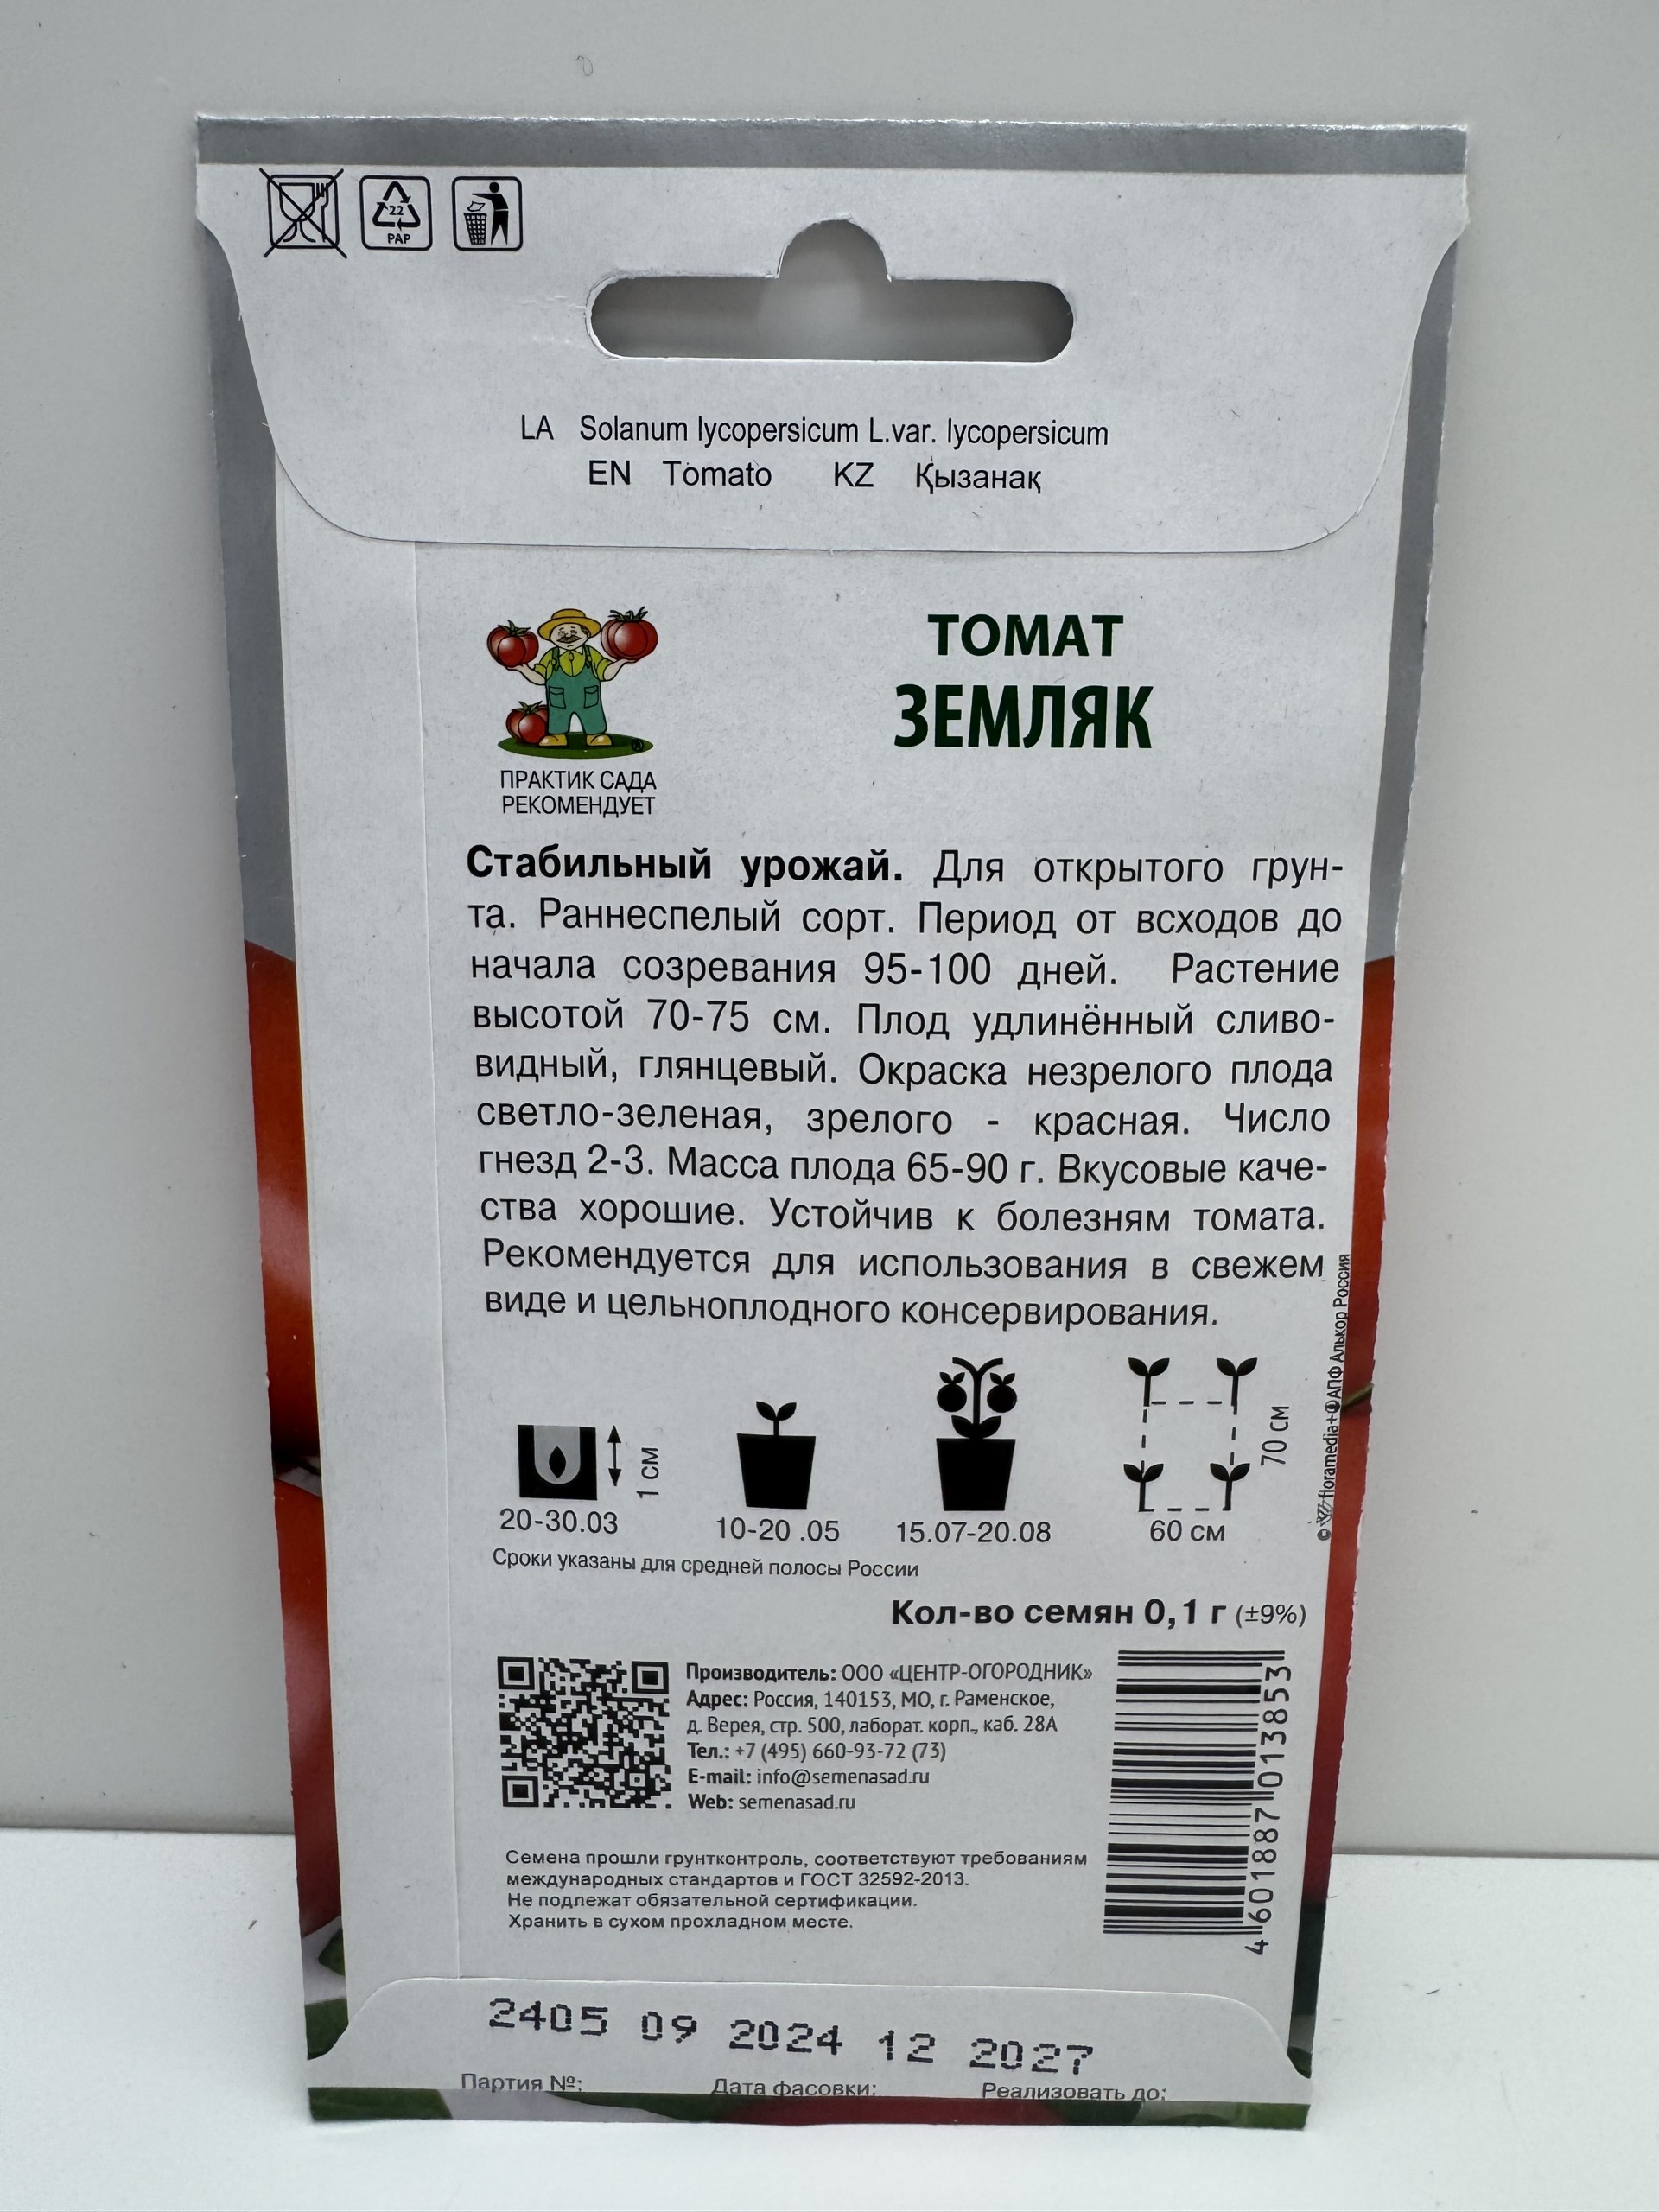 22
PAP
LA Solanum lycopersicum L.var. lycopersicum
EN Tomato KZ Қызанақ
ТОМАТ
ЗЕМЛЯК
ПРАКТИК САДА
РЕКОМЕНДУЕТ
Стабильный урожай. Для открытого грун-
та. Раннеспелый сорт. Период от всходов до
начала созревания 95-100 дней. Растение
высотой 70-75 см. Плод удлинённый сливо-
видный, глянцевый. Окраска незрелого плода
светло-зеленая, зрелого - красная. Число
гнезд 2-3. Масса плода 65-90 г. Вкусовые каче-
ства хорошие. Устойчив к болезням томата.
Рекомендуется для использования в свежем
виде и цельноплодного консервирования.
1 см
70 см
20-30.03 10-20 .05 15.07-20.08 60 см
Сроки указаны для средней полосы России
© floramedia+©АПФ Алькор Россия
Кол-во семян 0,1 г (±9%)
Производитель: ООО «ЦЕНТР-ОГОРОДНИК»
Адрес: Россия, 140153, МО, г. Раменское,
д. Верея, стр. 500, лаборат. корп., каб. 28А
Тел.: +7 (495) 660-93-72 (73)
E-mail: info@semenasad.ru
Web: semenasad.ru
4 601887 013853
Семена прошли грунтконтроль, соответствуют требованиям
международных стандартов и ГОСТ 32592-2013.
Не подлежат обязательной сертификации.
Хранить в сухом прохладном месте.
2405 09 2024 12 2027
Партия №: Дата фасовки: Реализовать до: